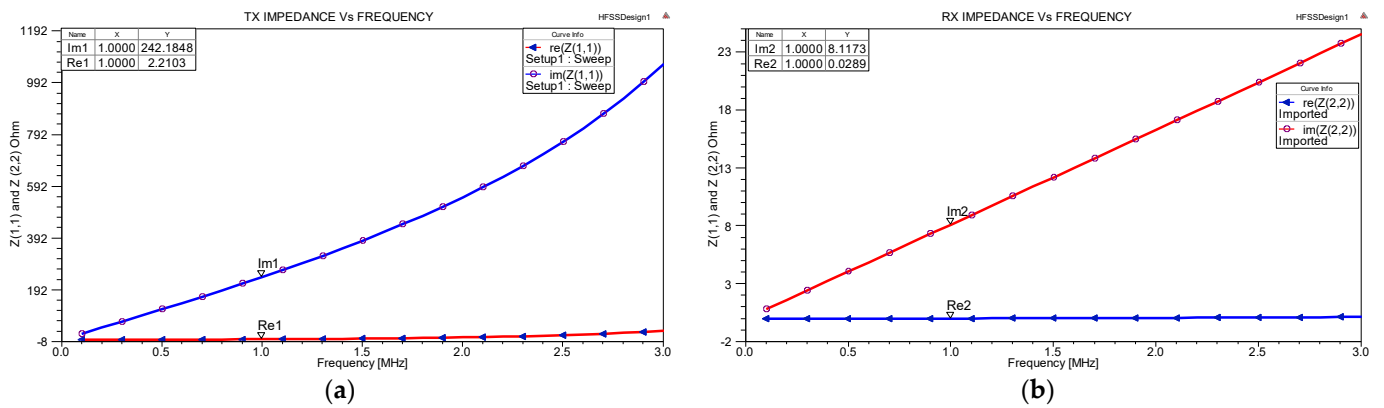 TX IMPEDANCE Vs FREQUENCY
HFSSDesign1
Name X Y
Im1 1.0000 242.1848
Re1 1.0000 2.2103
Curve Info
re(Z(1,1))
Setup1 : Sweep
im(Z(1,1))
Setup1 : Sweep
Z(1,1) and Z (2,2) Ohm
1192
992
792
592
392
192
-8
Im1
Re1
0.0 0.5 1.0 1.5 2.0 2.5 3.0
Frequency [MHz]
(a)
RX IMPEDANCE Vs FREQUENCY
HFSSDesign1
Name X Y
Im2 1.0000 8.1173
Re2 1.0000 0.0289
Curve Info
re(Z(2,2))
Imported
im(Z(2,2))
Imported
Z(1,1) and Z (2,2) Ohm
23
18
13
8
3
-2
Im2
Re2
0.0 0.5 1.0 1.5 2.0 2.5 3.0
Frequency [MHz]
(b)